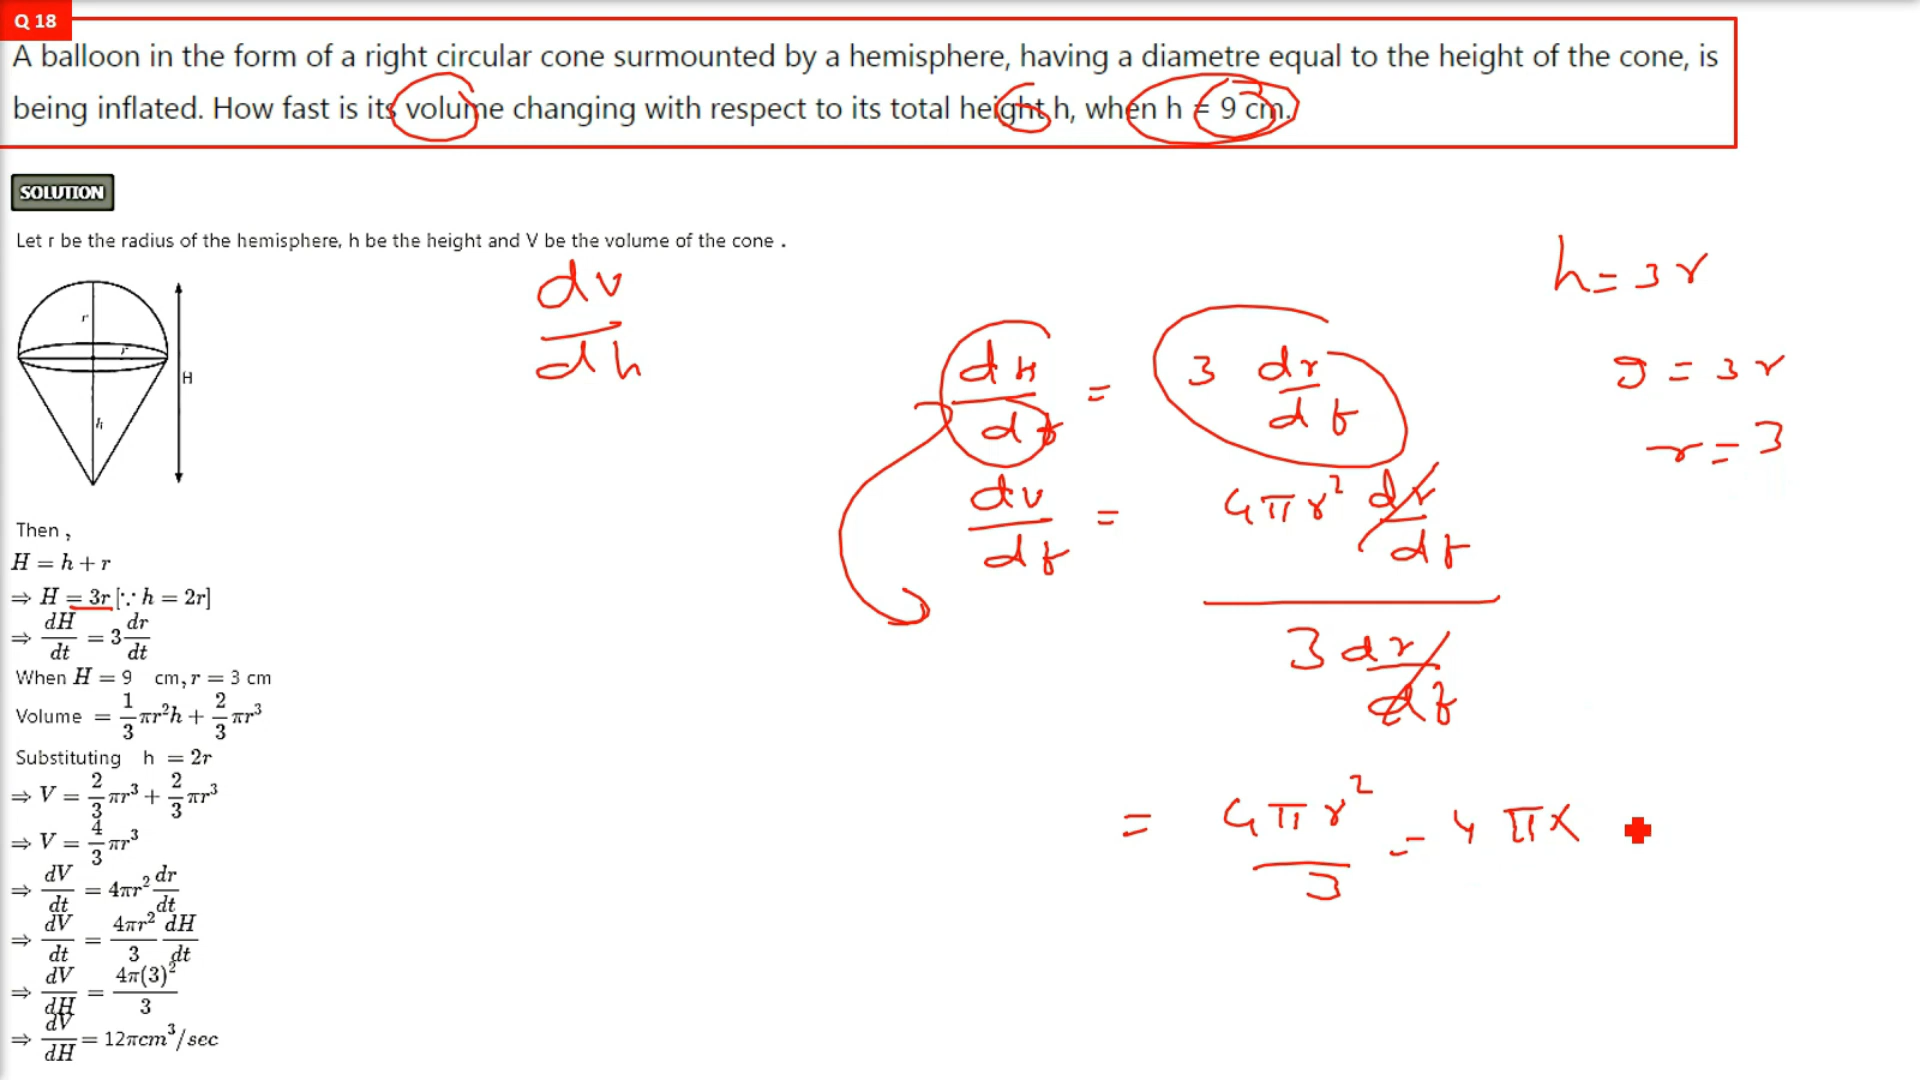 Q 18
A balloon in the form of a right circular cone surmounted by a hemisphere, having a diametre equal to the height of the cone, is
being inflated. How fast is its volume changing with respect to its total height h, when h = 9 cm.
SOLUTION
Let r be the radius of the hemisphere, h be the height and V be the volume of the cone .
r
r
H
h
Then ,
H = h + r
⇒ H = 3r [∵ h = 2r]
⇒ dH/dt = 3 dr/dt
When H = 9 cm, r = 3 cm
Volume = 1/3 πr²h + 2/3 πr³
Substituting h = 2r
⇒ V = 2/3 πr³ + 2/3 πr³
⇒ V = 4/3 πr³
⇒ dV/dt = 4πr² dr/dt
⇒ dV/dt = 4πr²/3 dH/dt
⇒ dV/dH = 4π(3)²/3
⇒ dV/dH = 12πcm³/sec
dv/dh
dH/dt = 3 dr/dt
dv/dt = 4πr² dr/dt
3 dr/dt
= 4πr²/3 = 4π×
h = 3r
9 = 3r
r = 3